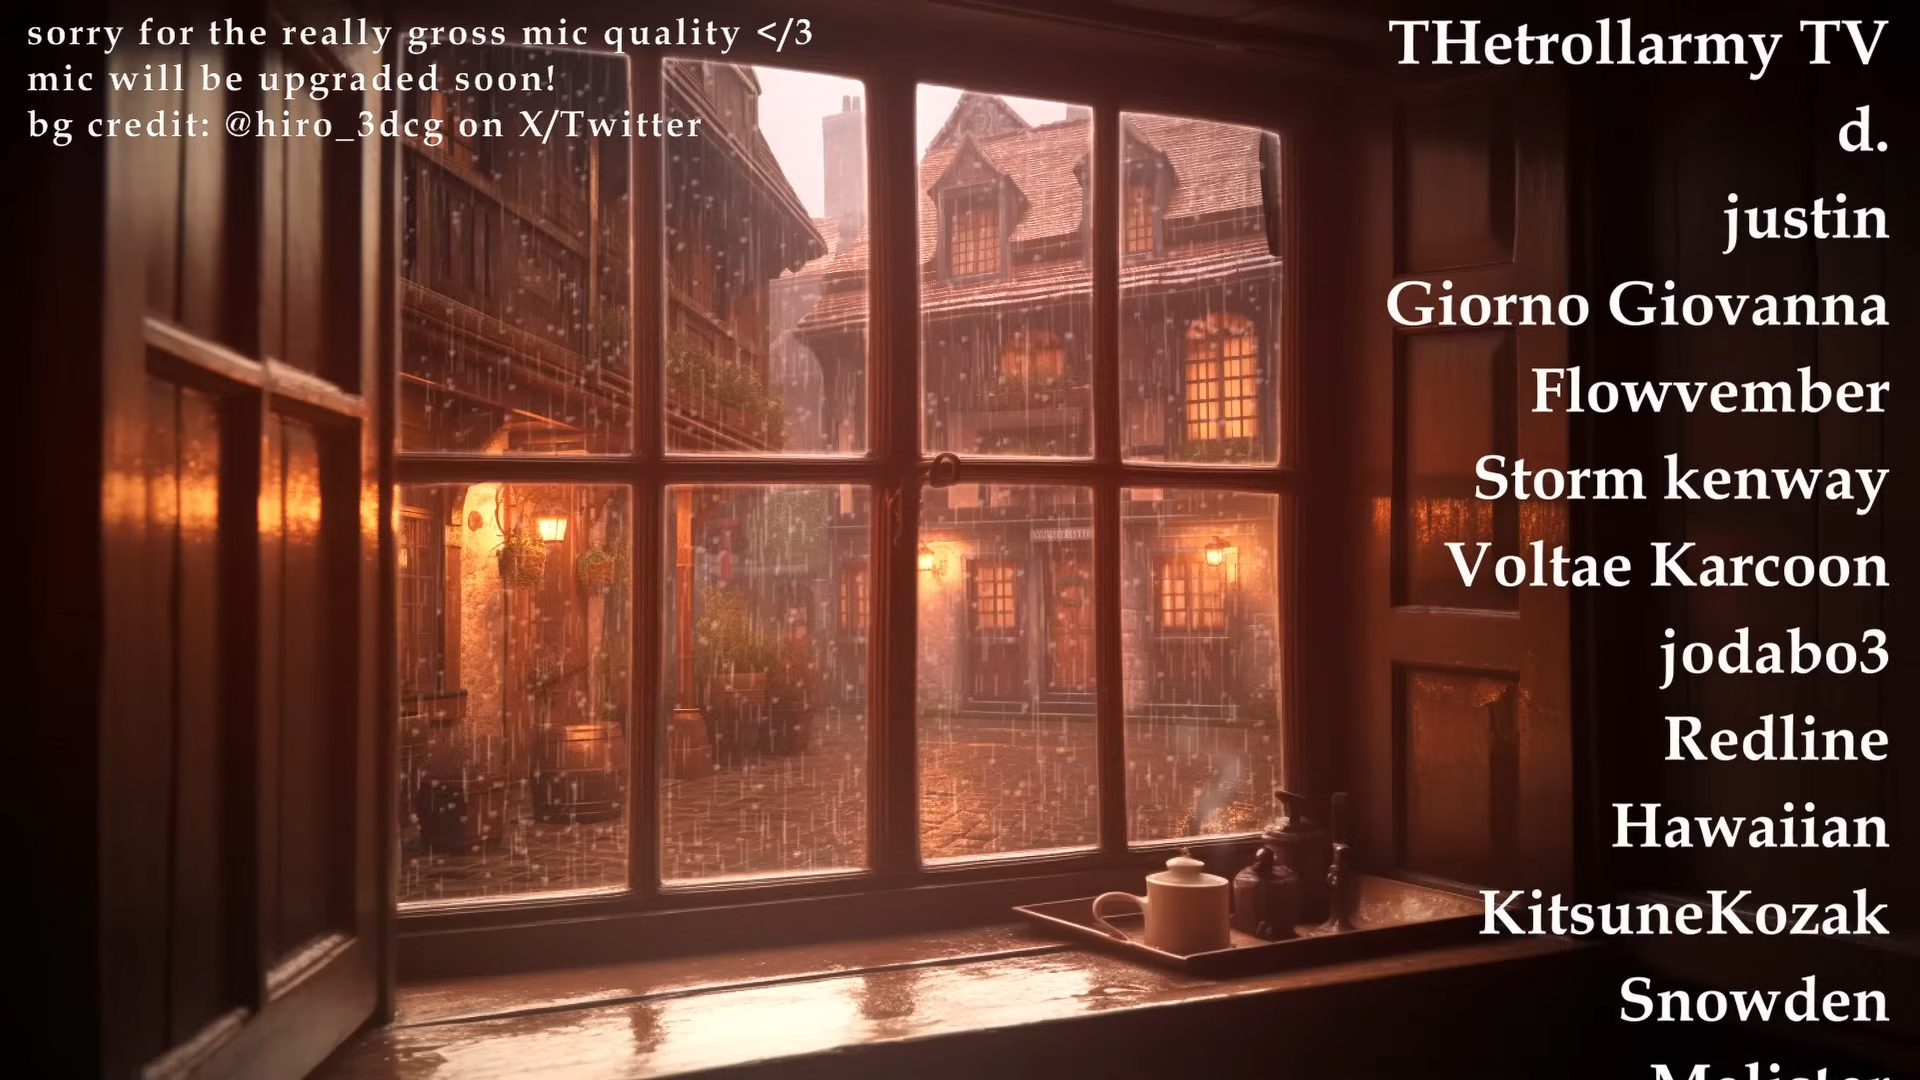 sorry for the really gross mic quality </3
mic will be upgraded soon!
bg credit: @hiro_3dcg on X/Twitter
THetrollarmy TV
d.
justin
Giorno Giovanna
Flowvember
Storm kenway
Voltae Karcoon
jodabo3
Redline
Hawaiian
KitsuneKozak
Snowden